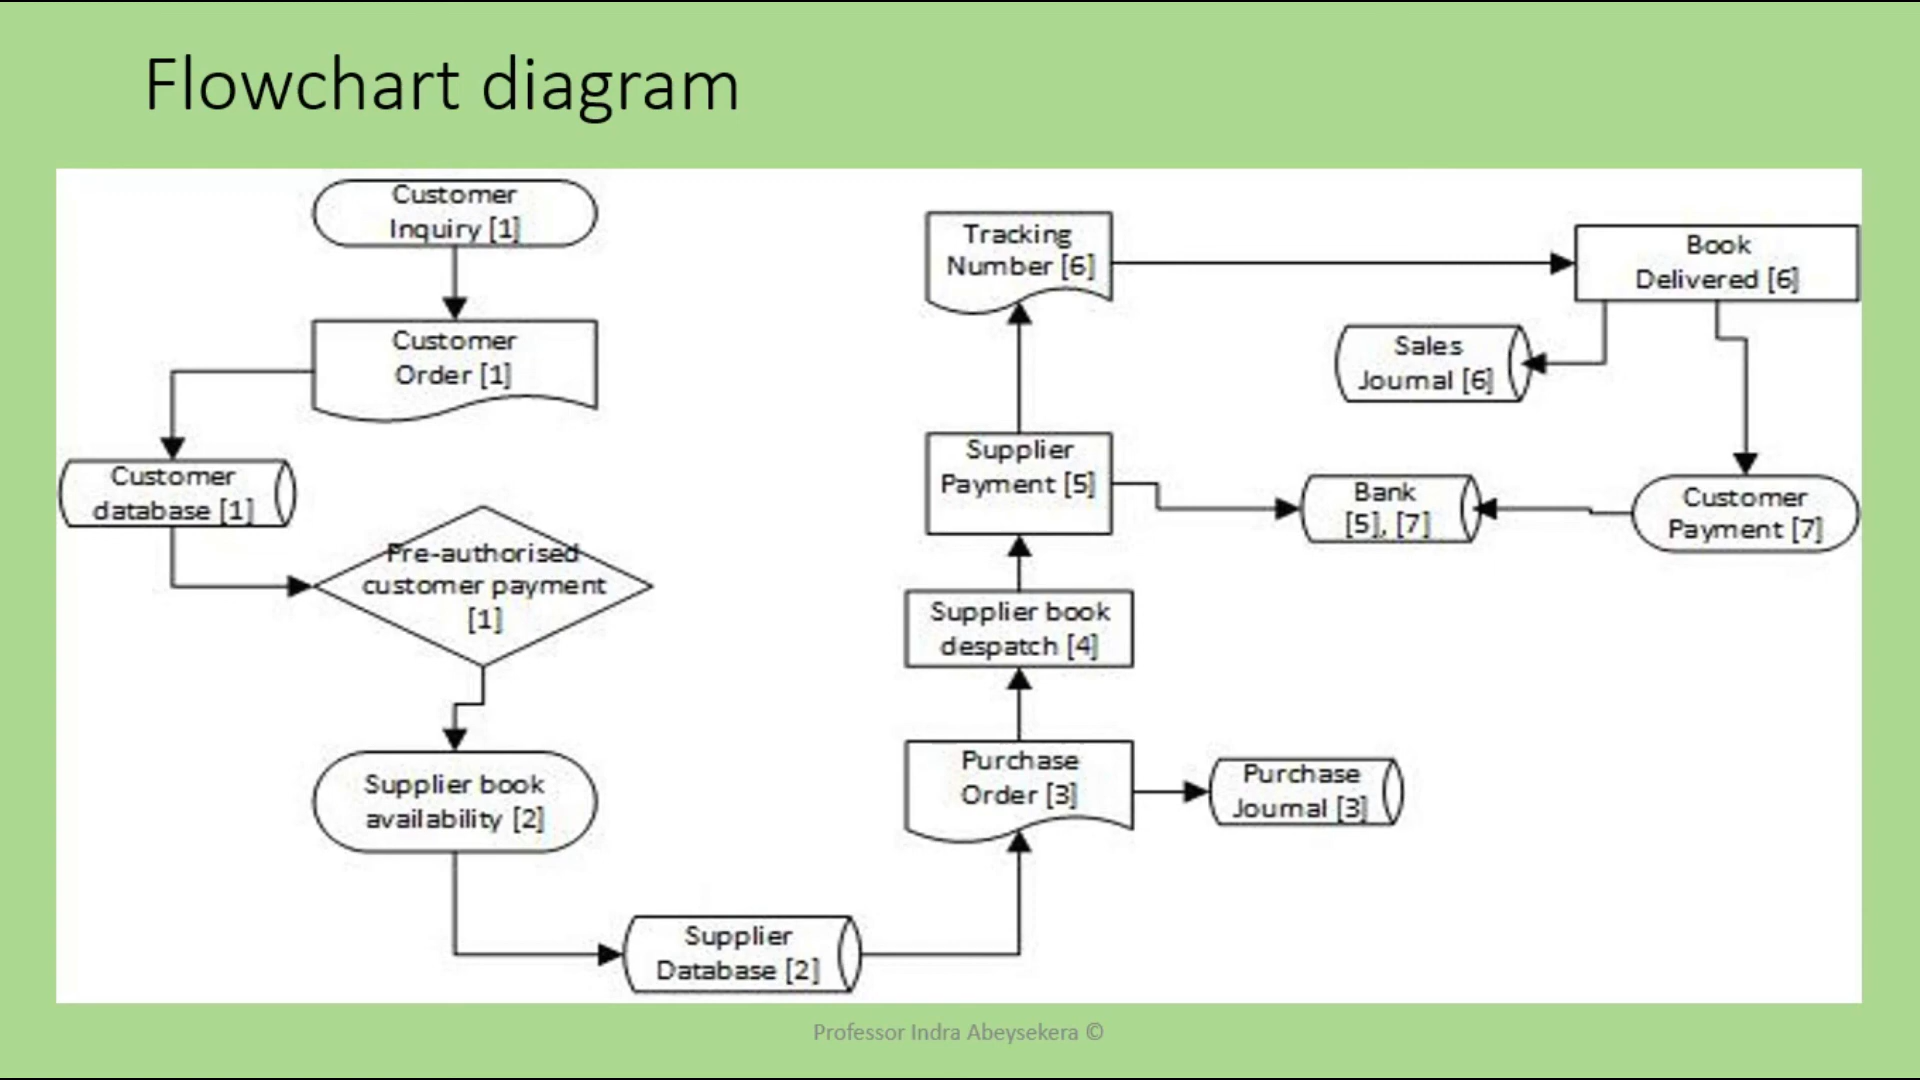 Flowchart diagram
Customer
Inquiry [1]
Customer
Order [1]
Customer
database [1]
Pre-authorised
customer payment
[1]
Supplier book
availability [2]
Supplier
Database [2]
Purchase
Order [3]
Purchase
Journal [3]
Supplier book
despatch [4]
Supplier
Payment [5]
Tracking
Number [6]
Book
Delivered [6]
Sales
Journal [6]
Bank
[5], [7]
Customer
Payment [7]
Professor Indra Abeysekera ©